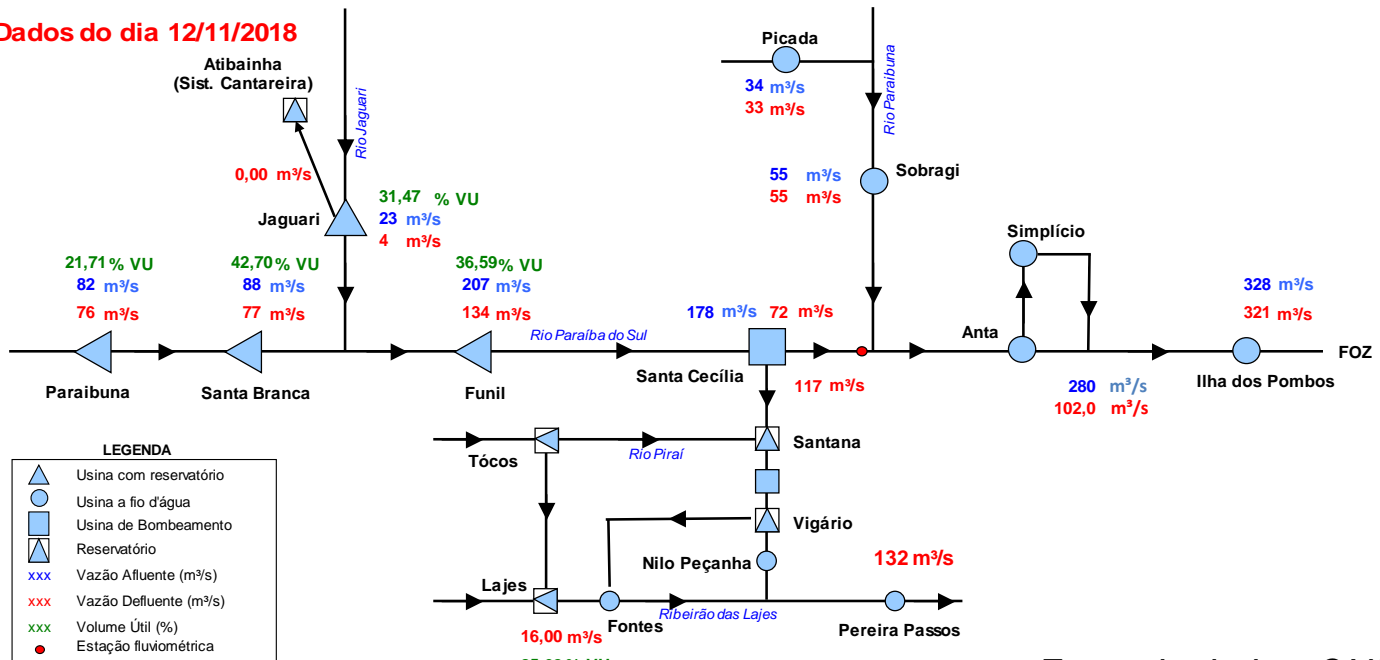 Dados do dia 12/11/2018
Atibainha
(Sist. Cantareira)
Rio Jaguari
0,00 m³/s
Jaguari
31,47 % VU
23 m³/s
4 m³/s
Picada
34 m³/s
33 m³/s
Rio Paraibuna
55 m³/s
55 m³/s
Sobragi
Simplício
21,71 % VU
82 m³/s
76 m³/s
42,70 % VU
88 m³/s
77 m³/s
36,59 % VU
207 m³/s
134 m³/s
178 m³/s 72 m³/s
328 m³/s
321 m³/s
Rio Paraíba do Sul
Anta
FOZ
Paraibuna
Santa Branca
Funil
Santa Cecília
117 m³/s
280 m³/s
102,0 m³/s
Ilha dos Pombos
Tócos
Rio Piraí
Santana
Vigário
Nilo Peçanha
132 m³/s
Lajes
Fontes
Ribeirão das Lajes
Pereira Passos
16,00 m³/s
LEGENDA
Usina com reservatório
Usina a fio d'água
Usina de Bombeamento
Reservatório
xxx Vazão Afluente (m³/s)
xxx Vazão Defluente (m³/s)
xxx Volume Útil (%)
Estação fluviométrica